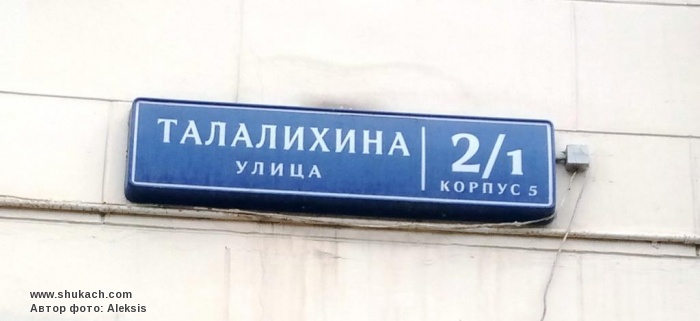 ТАЛАЛИХИНА
УЛИЦА
2/1
КОРПУС 5
www.shukach.com
Автор фото: Aleksis